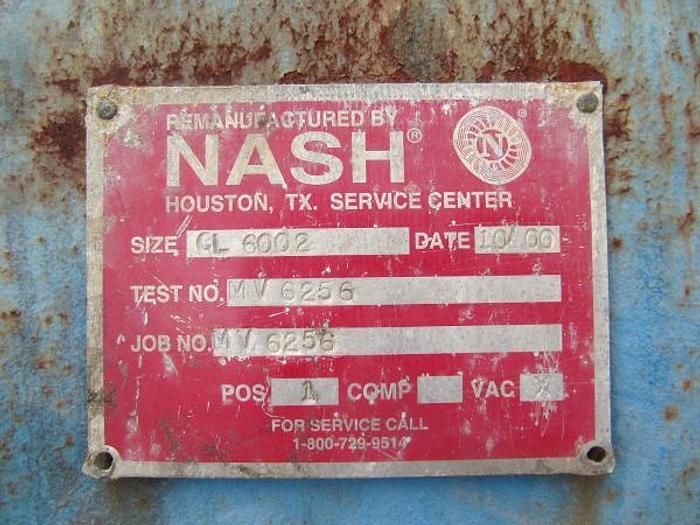 REMANUFACTURED BY
NASH® N ®
HOUSTON, TX. SERVICE CENTER
SIZE CL 6002 DATE 10/00
TEST NO. MV 6256
JOB NO. MV 6256
POS 1 COMP VAC X
FOR SERVICE CALL
1-800-729-9514